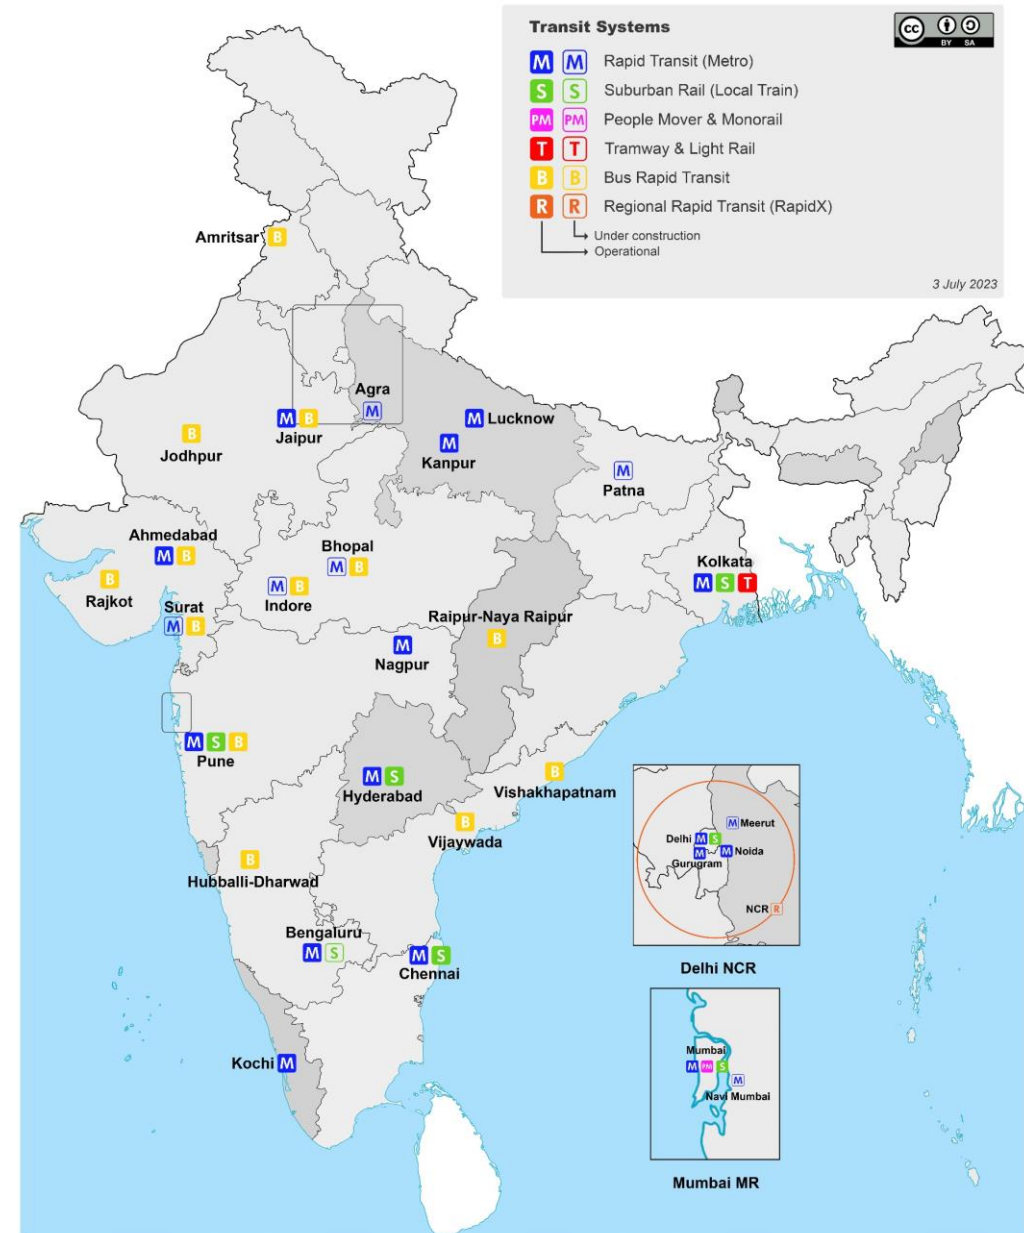 Transit Systems
cc BY SA
M M Rapid Transit (Metro)
S S Suburban Rail (Local Train)
PM PM People Mover & Monorail
T T Tramway & Light Rail
B B Bus Rapid Transit
R R Regional Rapid Transit (RapidX)
Under construction
Operational
3 July 2023
Amritsar B
Agra
M
M B
Jaipur
M Lucknow
M
Kanpur
B
Jodhpur
M
Patna
Ahmedabad
M B
Bhopal
M B
Kolkata
M S T
B
Rajkot
M B
Indore
Surat
M B
Raipur-Naya Raipur
B
M
Nagpur
M S B
Pune
M S
Hyderabad
B
Vishakhapatnam
B
Vijaywada
B
Hubballi-Dharwad
Bengaluru
M S
M S
Chennai
Kochi M
M Meerut
Delhi M S
M M Noida
Gurugram
NCR R
Delhi NCR
Mumbai
M PM S
M
Navi Mumbai
Mumbai MR